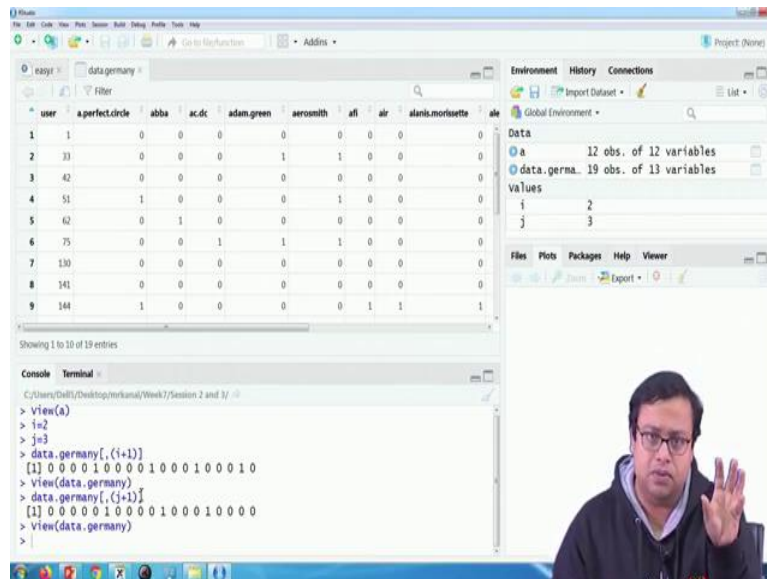 RStudio
File Edit Code View Plots Session Build Debug Profile Tools Help
Go to file/function Addins Project: (None)
easyr data.germany
Filter
user a.perfect.circle abba ac.dc adam.green aerosmith afi air alanis.morissette ale
1 1 0 0 0 0 0 0 0 0
2 33 0 0 0 1 1 0 0 0
3 42 0 0 0 0 0 0 0 0
4 51 1 0 0 0 1 0 0 0
5 62 0 1 0 0 0 0 0 0
6 75 0 0 1 1 1 0 0 0
7 130 0 0 0 0 0 0 0 0
8 141 0 0 0 0 0 0 0 0
9 144 1 0 0 0 0 1 1 1
Showing 1 to 10 of 19 entries
Console Terminal
C:/Users/Dell5/Desktop/mrkanal/Week7/Session 2 and 3/
> View(a)
> i=2
> j=3
> data.germany[,(i+1)]
[1] 0 0 0 0 1 0 0 0 0 1 0 0 0 1 0 0 0 1 0
> View(data.germany)
> data.germany[,(j+1)]
[1] 0 0 0 0 0 1 0 0 0 0 1 0 0 0 1 0 0 0 0
> View(data.germany)
>
Environment History Connections
Import Dataset List
Global Environment
Data
a 12 obs. of 12 variables
data.germa… 19 obs. of 13 variables
Values
i 2
j 3
Files Plots Packages Help Viewer
Zoom Export